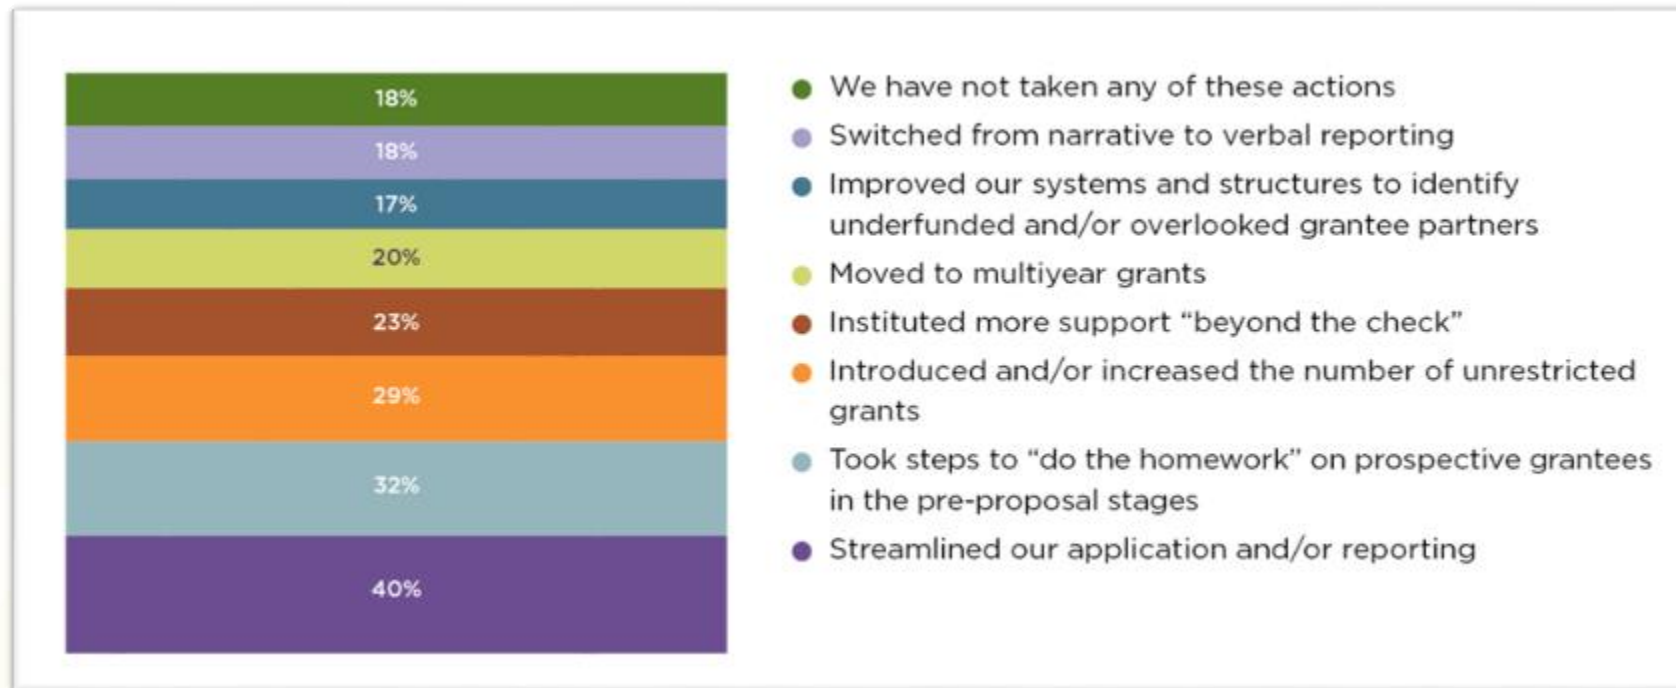 18%
18%
17%
20%
23%
29%
32%
40%
We have not taken any of these actions
Switched from narrative to verbal reporting
Improved our systems and structures to identify
underfunded and/or overlooked grantee partners
Moved to multiyear grants
Instituted more support “beyond the check”
Introduced and/or increased the number of unrestricted
grants
Took steps to “do the homework” on prospective grantees
in the pre-proposal stages
Streamlined our application and/or reporting